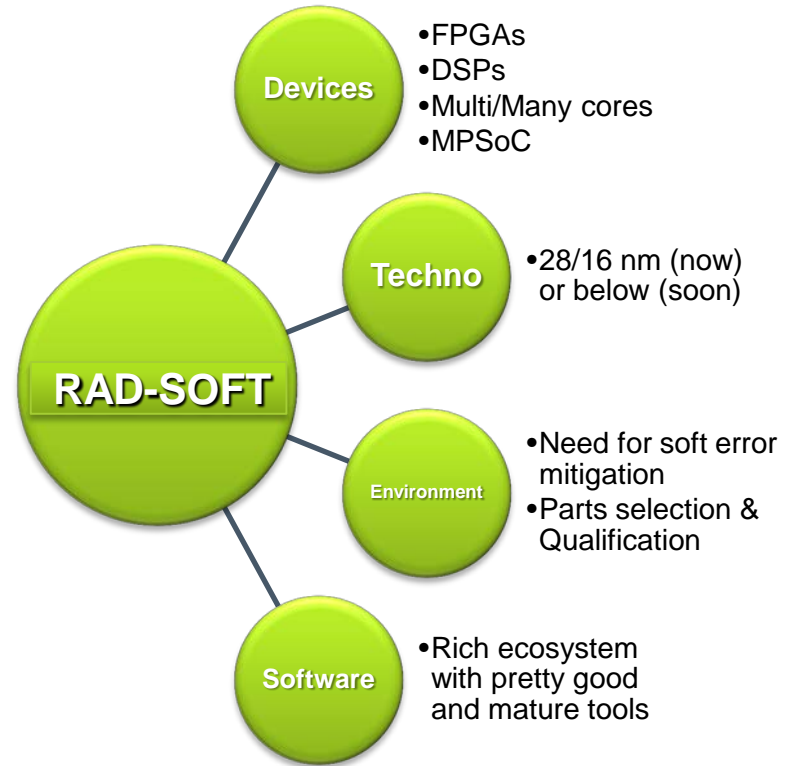 Devices
•FPGAs
•DSPs
•Multi/Many cores
•MPSoC
Techno
•28/16 nm (now)
or below (soon)
RAD-SOFT
Environment
•Need for soft error
mitigation
•Parts selection &
Qualification
Software
•Rich ecosystem
with pretty good
and mature tools